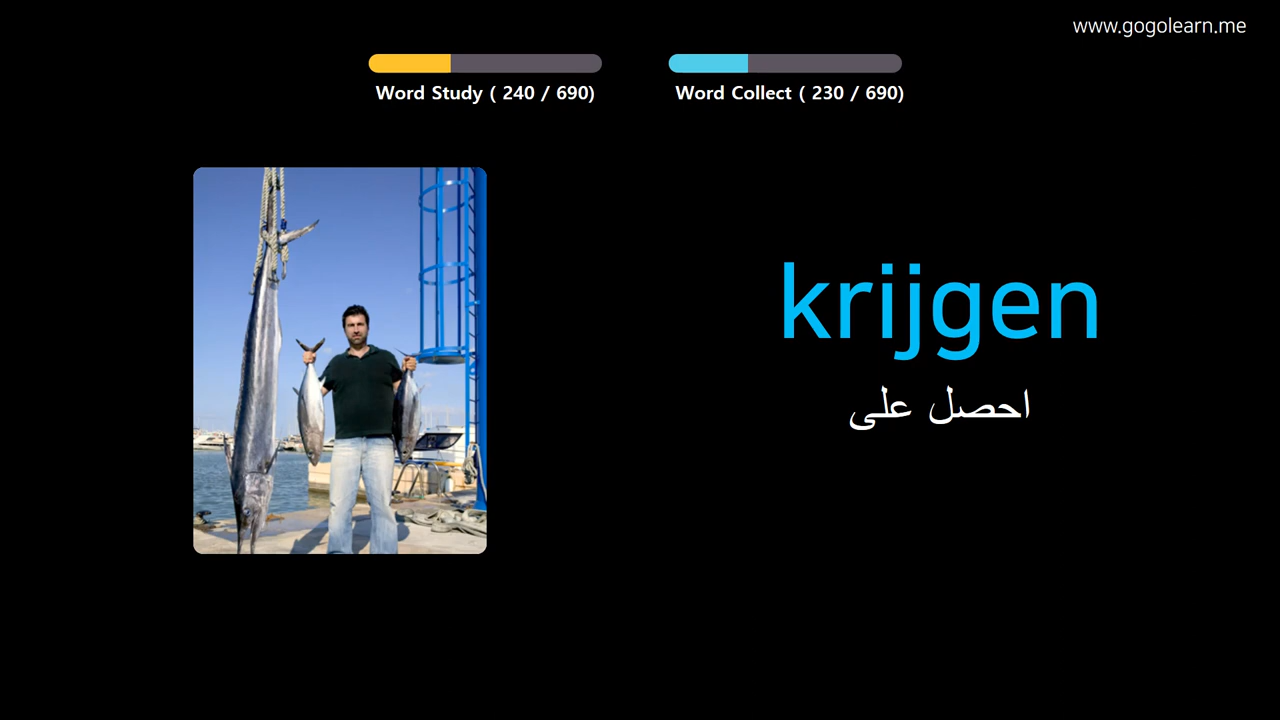 www.gogolearn.me
Word Study ( 240 / 690)
Word Collect ( 230 / 690)
krijgen
احصل على